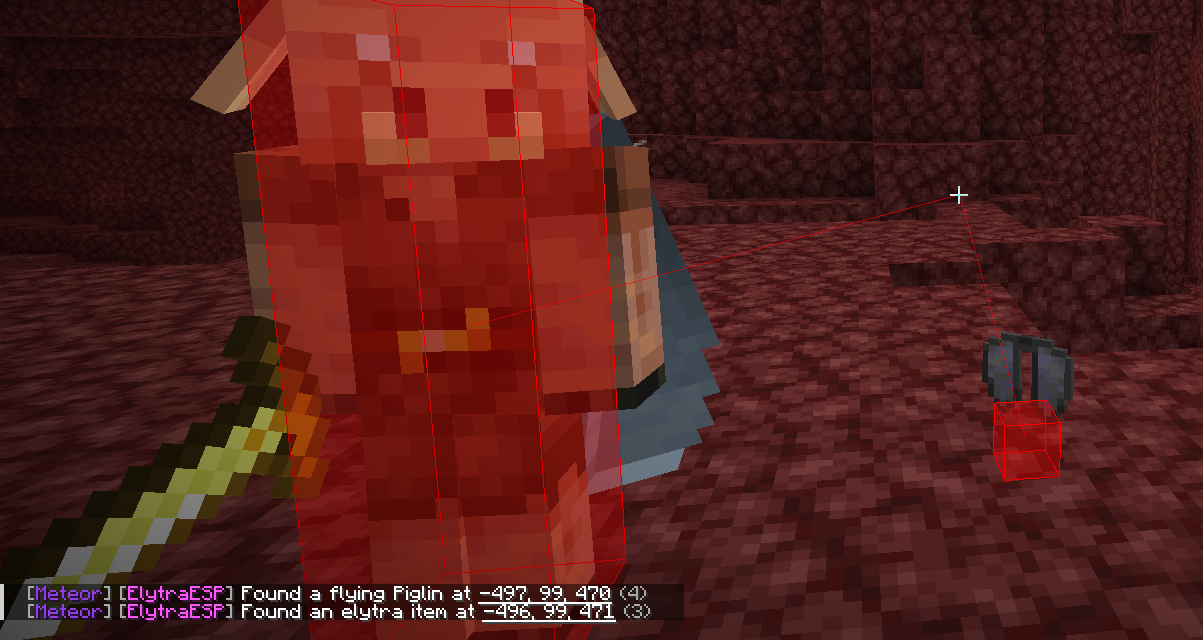 [Meteor] [ElytraESP] Found a flying Piglin at -497, 99, 470 (4)
[Meteor] [ElytraESP] Found an elytra item at -496, 99, 471 (3)